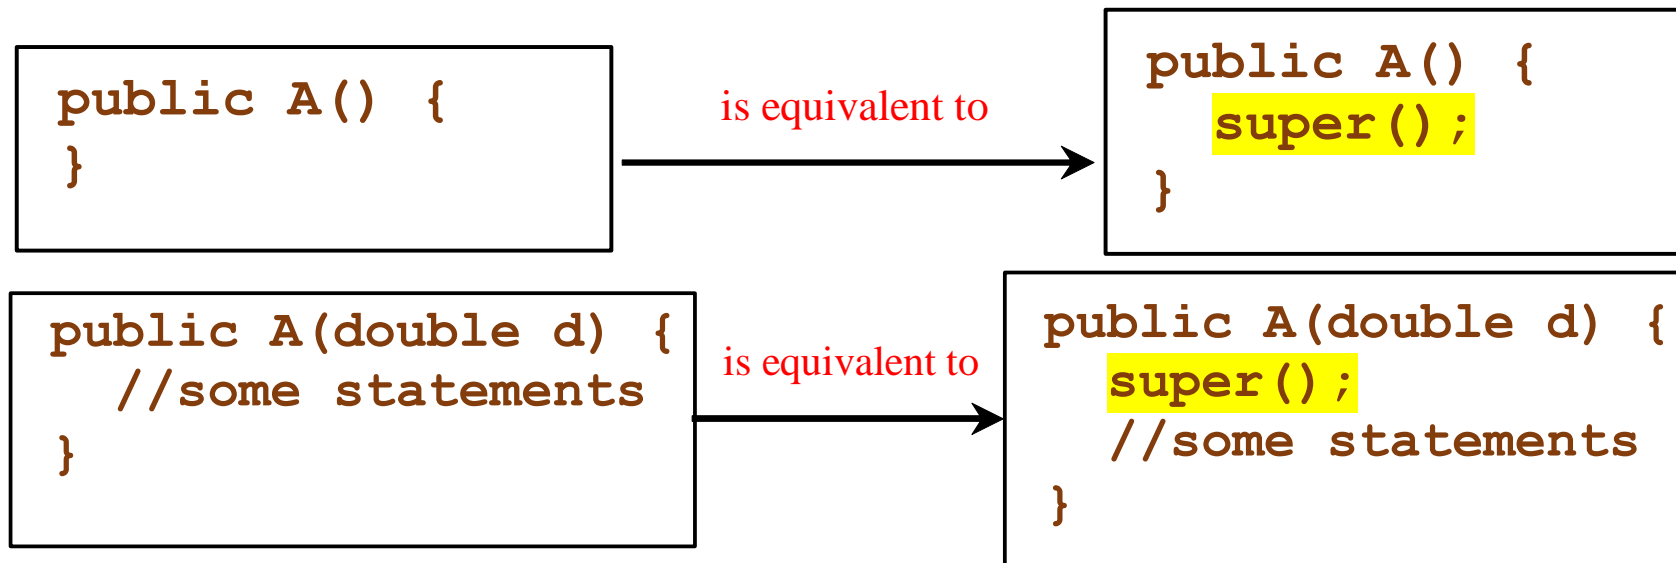 public A() {
}
is equivalent to
public A() {
super();
}
public A(double d) {
//some statements
}
is equivalent to
public A(double d) {
super();
//some statements
}